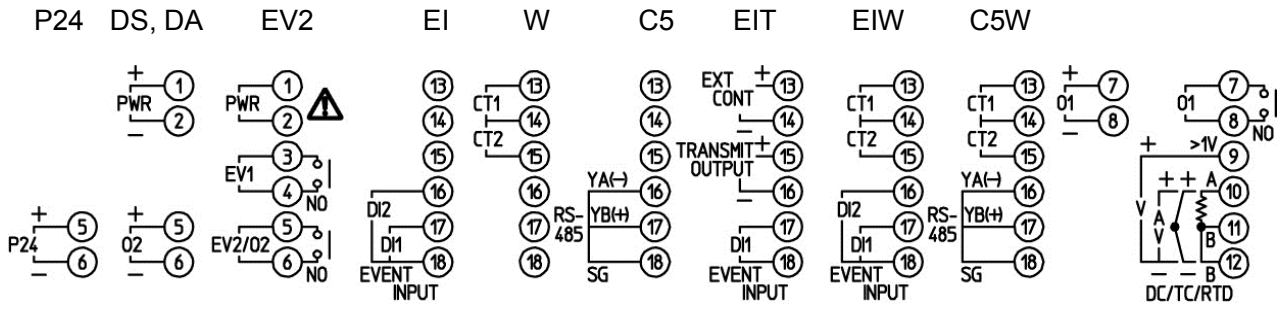 P24 DS, DA EV2 EI W C5 EIT EIW C5W
+ 1 PWR − 2
+ 5 O2 − 6
+ 5 P24 − 6
1 PWR 2
3 EV1 4 NO
5 EV2/O2 6 NO
13
14
15
16
DI2
17
DI1
18
EVENT
INPUT
13
CT1
14
CT2
15
16
17
18
13
14
15
YA(−) 16
RS-
485
YB(+) 17
SG 18
EXT
CONT
+ 13
− 14
TRANSMIT
OUTPUT
+ 15
− 16
17
DI1
18
EVENT
INPUT
13
CT1
14
CT2
15
16
DI2
17
DI1
18
EVENT
INPUT
13
CT1
14
CT2
15
YA(−) 16
RS-
485
YB(+) 17
SG 18
+ 7
O1
− 8
7
O1
8 NO
+ >1V 9
+ + A 10
V A
V
B 11
− − B 12
DC/TC/RTD